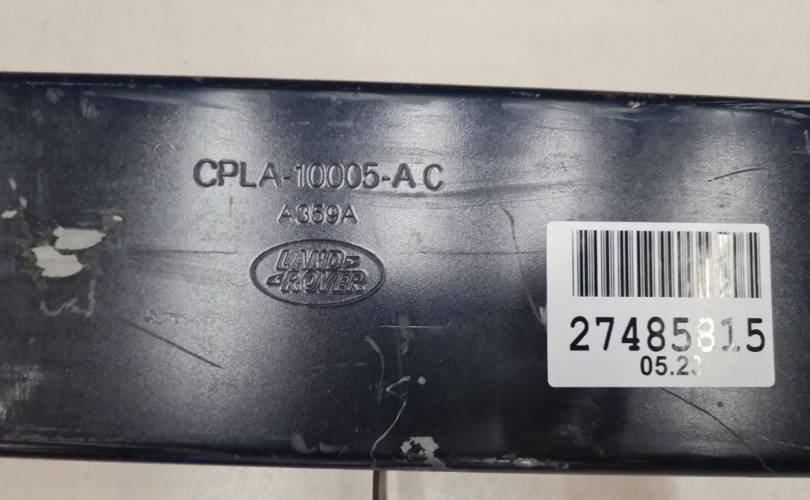 CPLA-10005-AC
A359A
LAND
ROVER
27485815
05.23